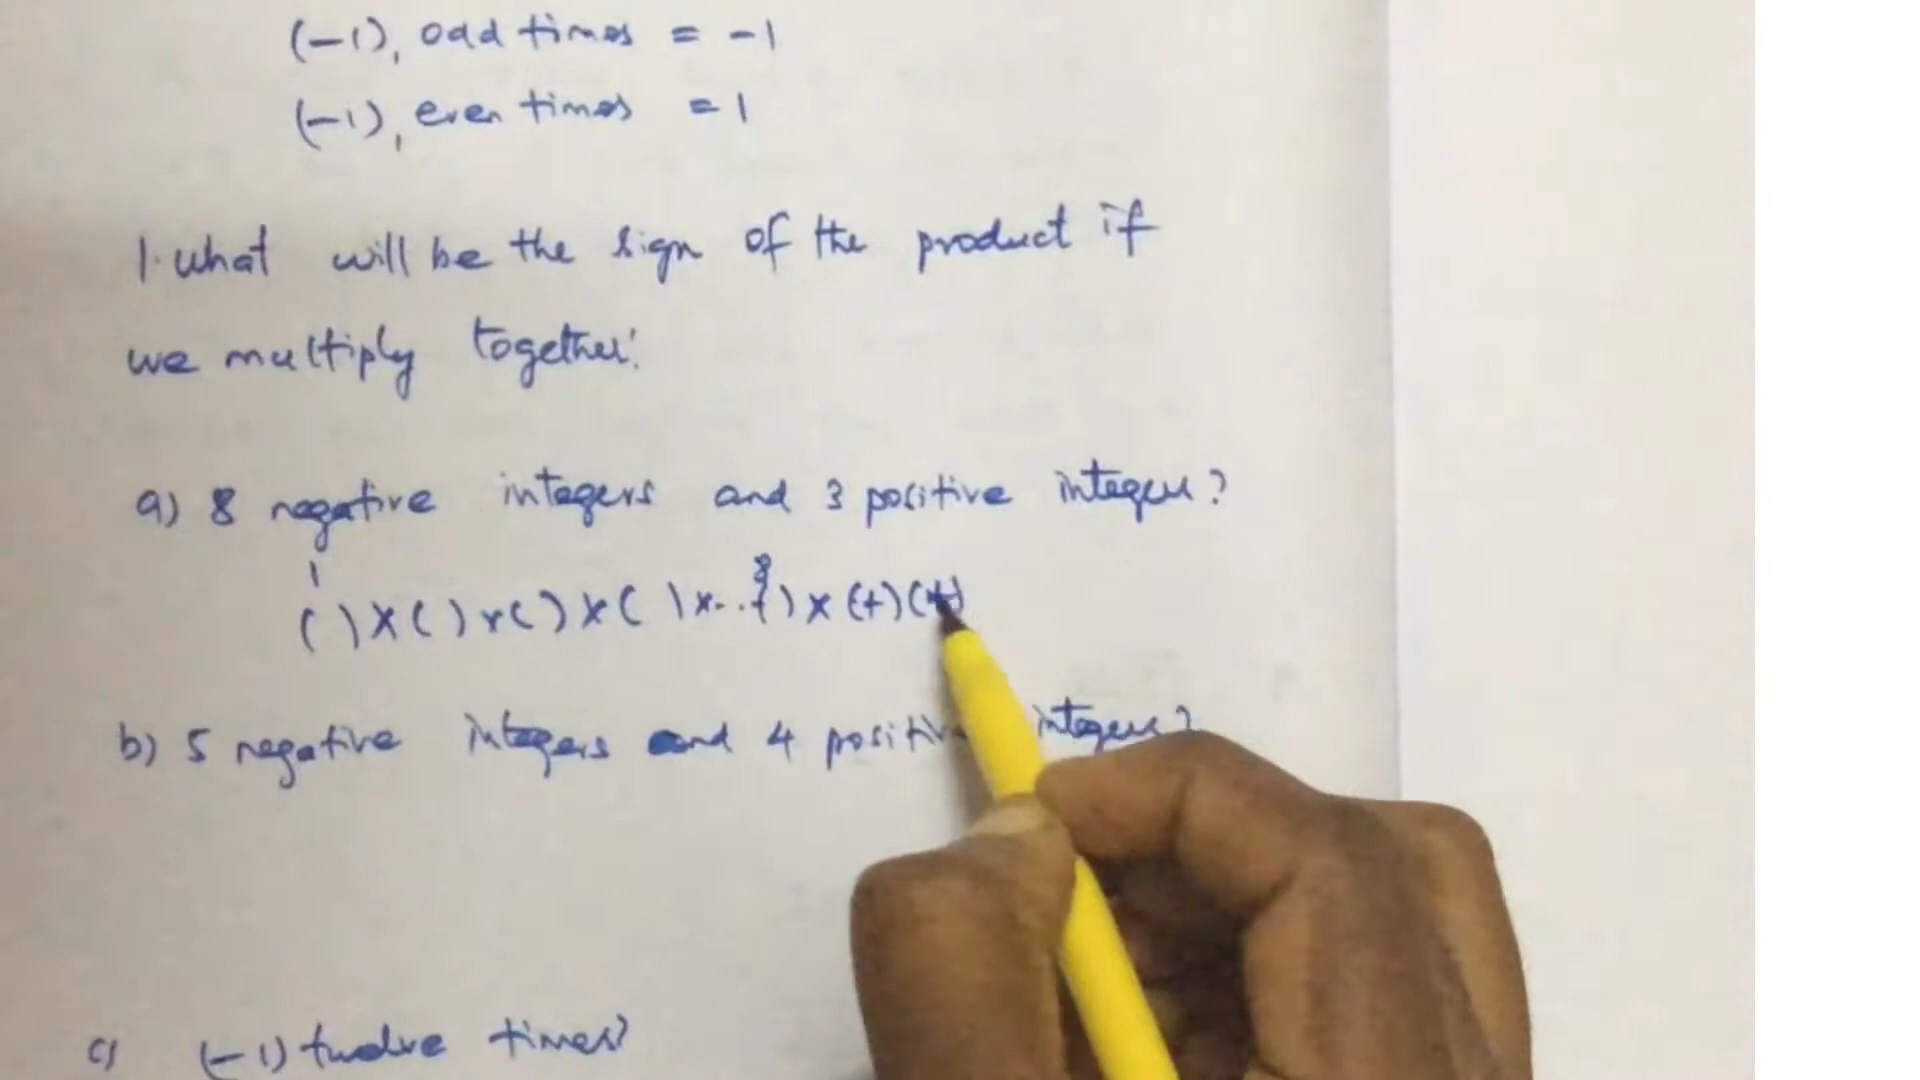 (-1), odd times = -1
(-1), even times = 1
1. what will be the sign of the product if
we multiply together:
a) 8 negative integers and 3 positive integers?
1 8
( ) x ( ) x ( ) x ( ) x - . . ( ) x (+) (+)
b) 5 negative integers and 4 positive integers?
c) (-1) twelve times?